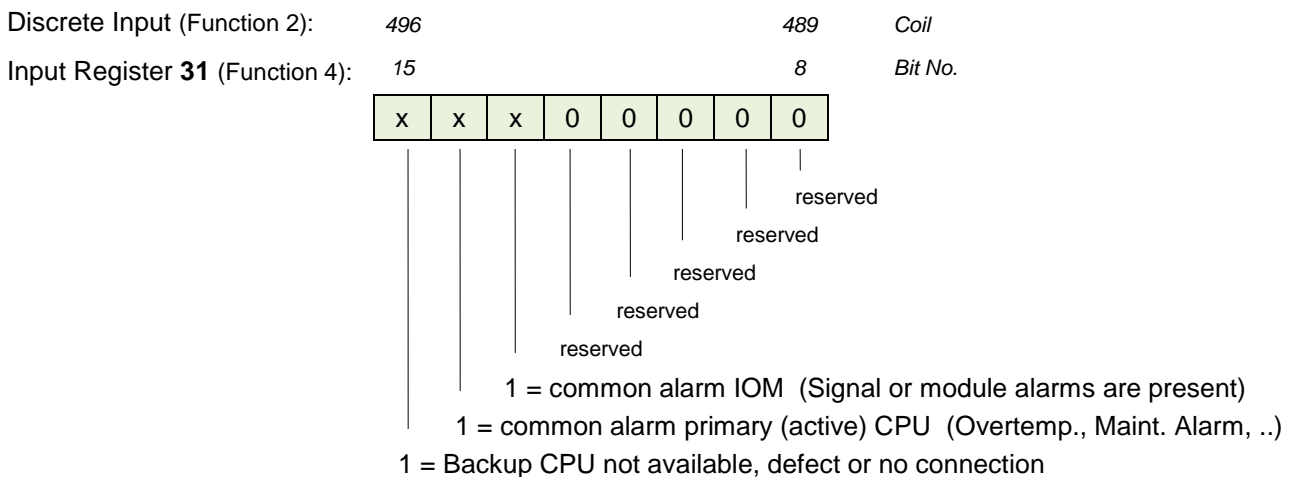 Discrete Input (Function 2): 496 489 Coil
Input Register 31 (Function 4): 15 8 Bit No.
x x x 0 0 0 0 0
reserved
reserved
reserved
reserved
reserved
1 = common alarm IOM (Signal or module alarms are present)
1 = common alarm primary (active) CPU (Overtemp., Maint. Alarm, ..)
1 = Backup CPU not available, defect or no connection